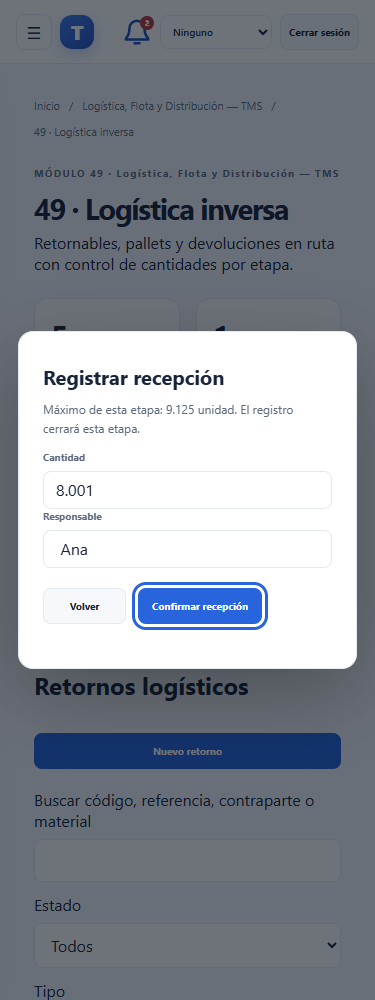 ☰
T
2
Ninguno
Cerrar sesión
Inicio / Logística, Flota y Distribución — TMS /
49 · Logística inversa
MÓDULO 49 · Logística, Flota y Distribución — TMS
49 · Logística inversa
Retornables, pallets y devoluciones en ruta
con control de cantidades por etapa.
Registrar recepción
Máximo de esta etapa: 9.125 unidad. El registro
cerrará esta etapa.
Cantidad
8.001
Responsable
Ana
Volver
Confirmar recepción
Retornos logísticos
Nuevo retorno
Buscar código, referencia, contraparte o
material
Estado
Todos
Tipo